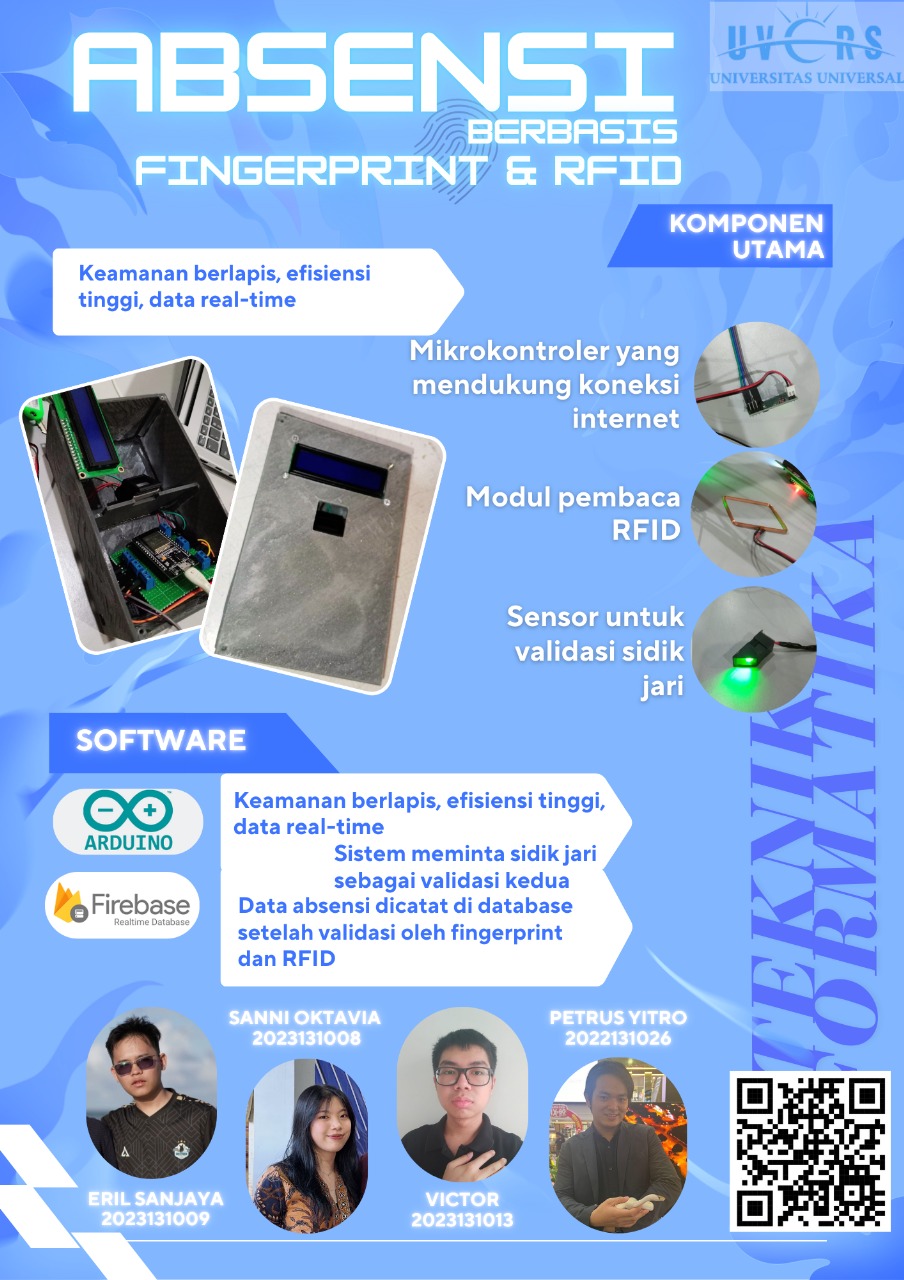 ABSENSI
BERBASIS
FINGERPRINT & RFID
UVERS
UNIVERSITAS UNIVERSAL
KOMPONEN
UTAMA
Keamanan berlapis, efisiensi
tinggi, data real-time
Mikrokontroler yang
mendukung koneksi
internet
Modul pembaca
RFID
Sensor untuk
validasi sidik
jari
SOFTWARE
ARDUINO
Keamanan berlapis, efisiensi tinggi,
data real-time
Sistem meminta sidik jari
sebagai validasi kedua
Firebase
Realtime Database
Data absensi dicatat di database
setelah validasi oleh fingerprint
dan RFID
TEKNIK
FORMATIKA
SANNI OKTAVIA
2023131008
PETRUS YITRO
2022131026
ERIL SANJAYA
2023131009
VICTOR
2023131013